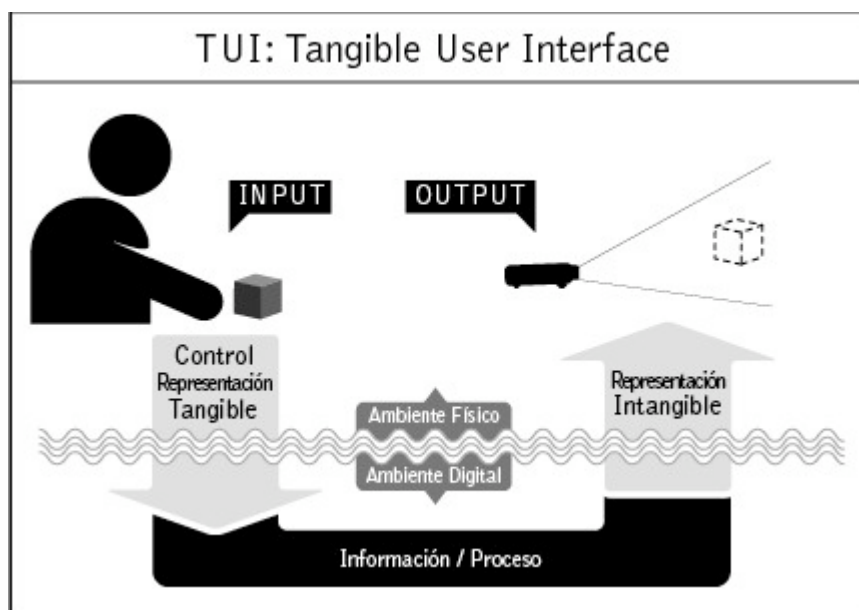 TUI: Tangible User Interface
INPUT
OUTPUT
Control
Representación
Tangible
Representación
Intangible
Ambiente Físico
Ambiente Digital
Información / Proceso